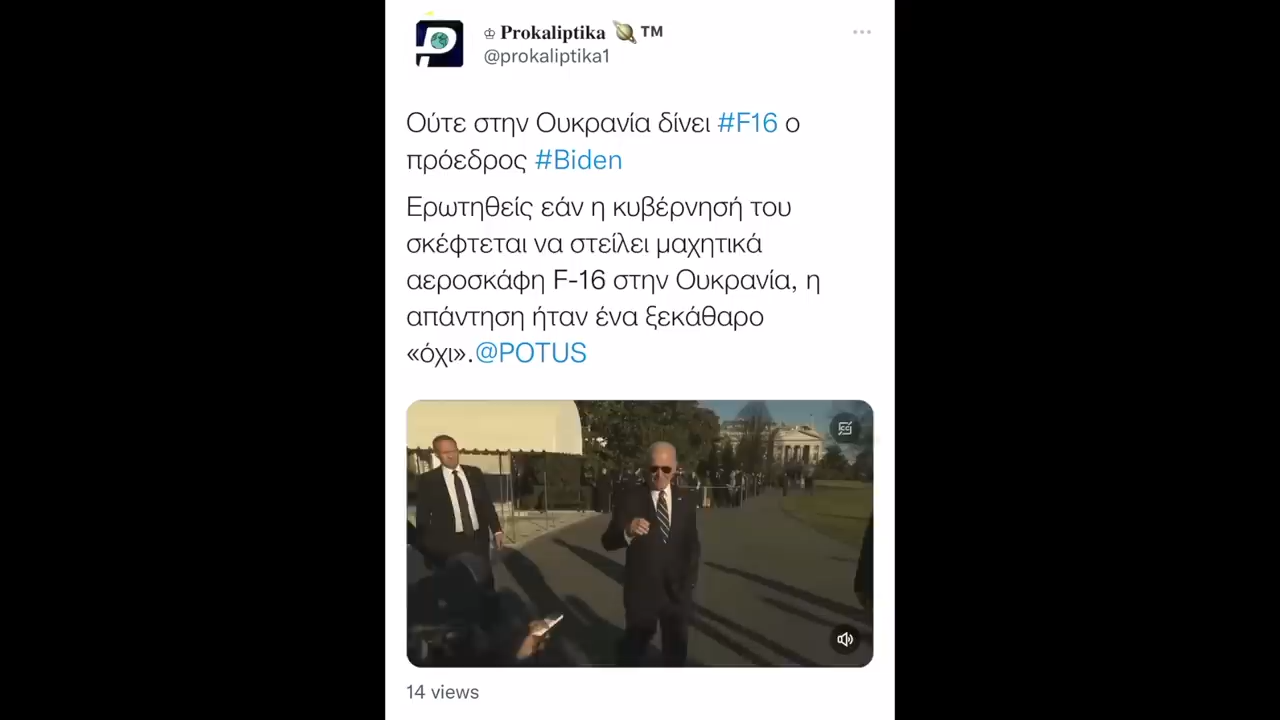 ♔ Prokaliptika 🪐 ™
@prokaliptika1
Ούτε στην Ουκρανία δίνει #F16 ο
πρόεδρος #Biden
Ερωτηθείς εάν η κυβέρνησή του
σκέφτεται να στείλει μαχητικά
αεροσκάφη F-16 στην Ουκρανία, η
απάντηση ήταν ένα ξεκάθαρο
«όχι».@POTUS
14 views